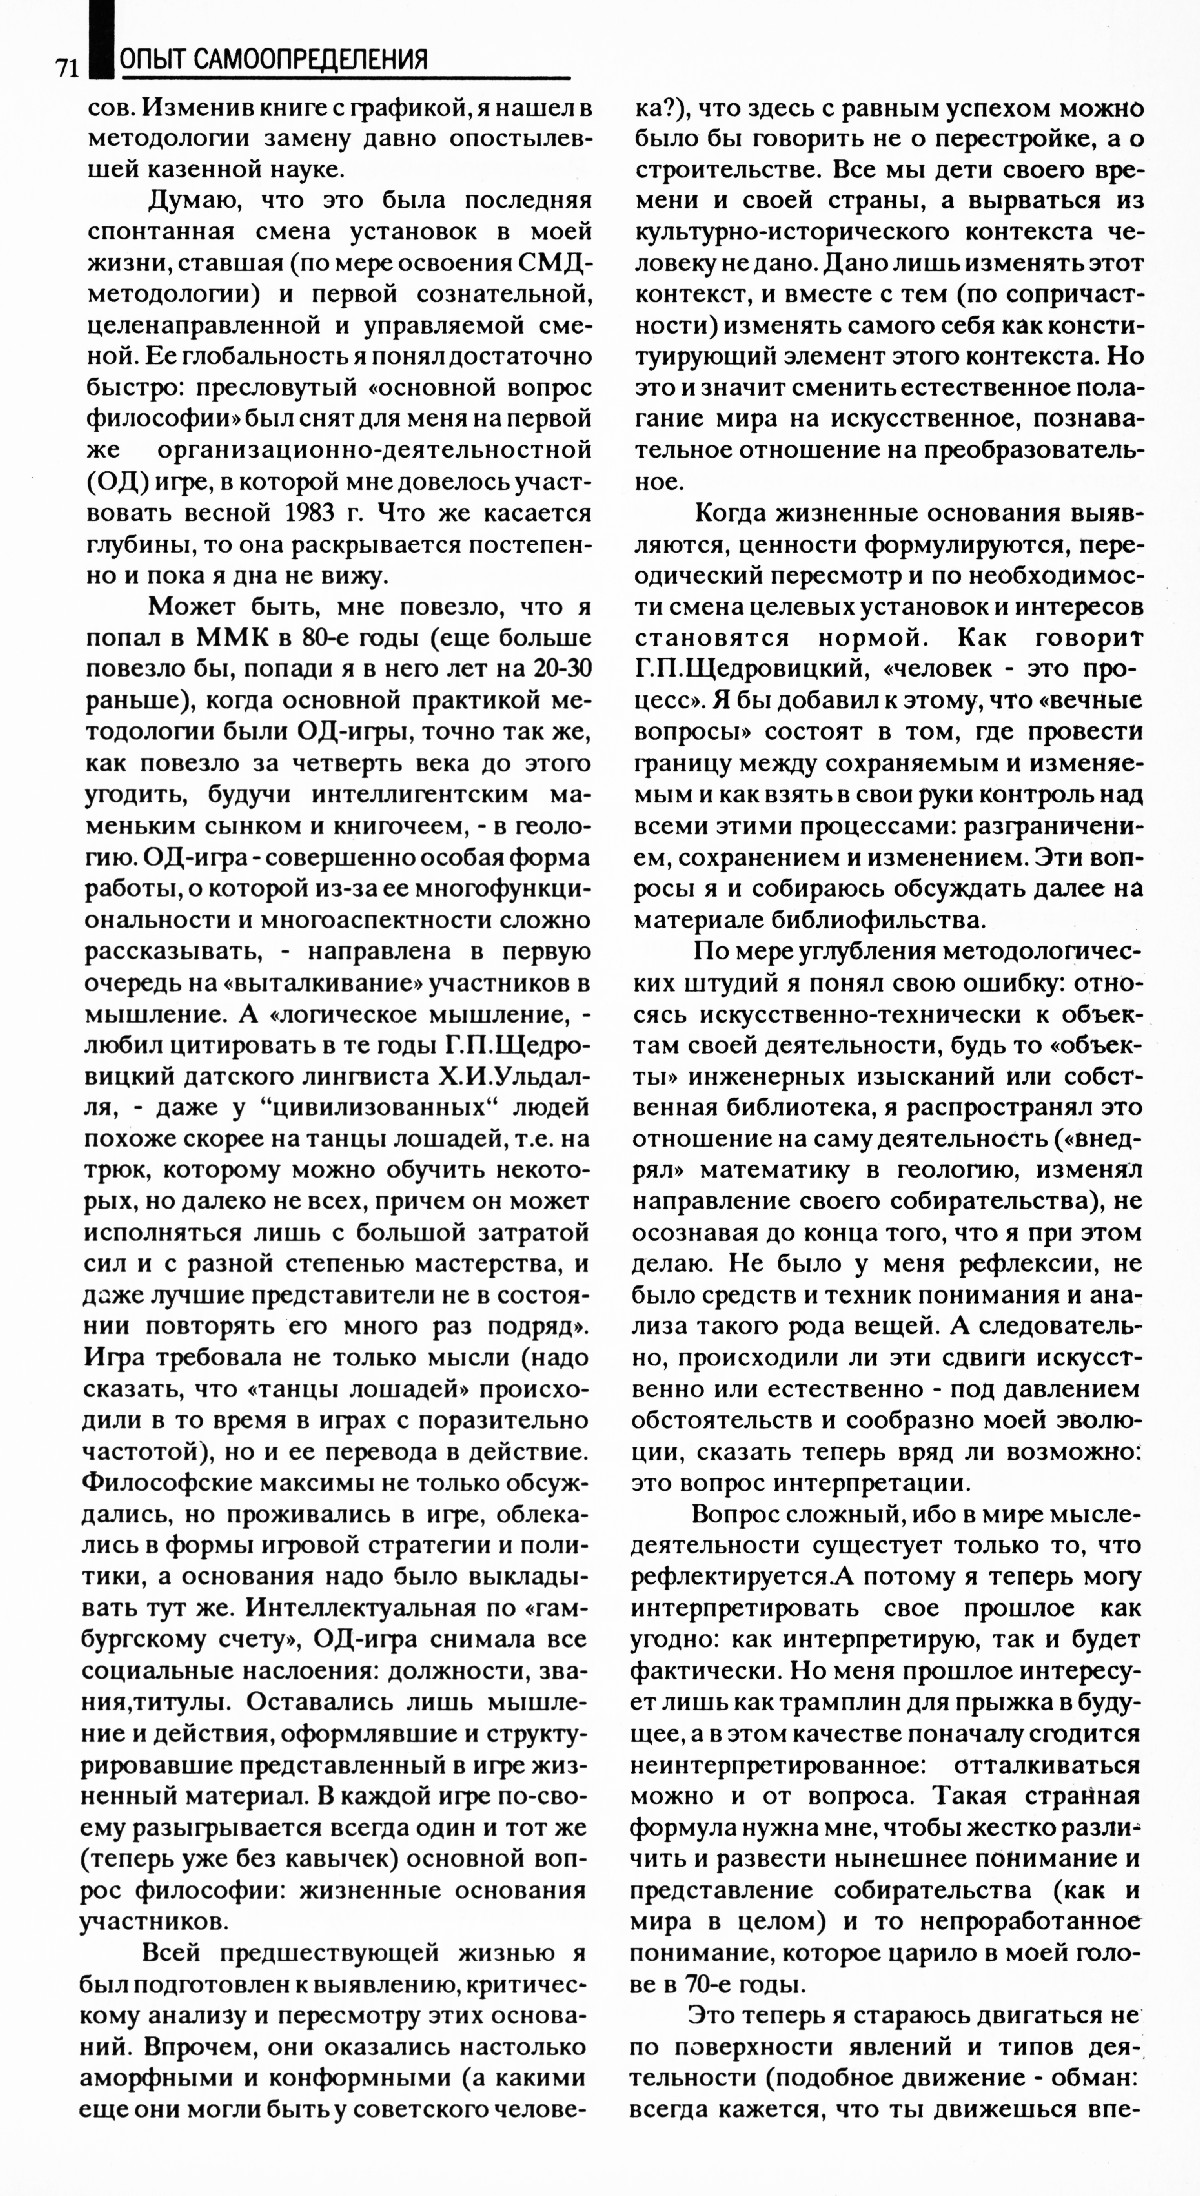 71
ОПЫТ САМООПРЕДЕЛЕНИЯ
сов. Изменив книге с графикой, я нашел в
методологии замену давно опостылев-
шей казенной науке.
Думаю, что это была последняя
спонтанная смена установок в моей
жизни, ставшая (по мере освоения СМД-
методологии) и первой сознательной,
целенаправленной и управляемой сме-
ной. Ее глобальность я понял достаточно
быстро: пресловутый «основной вопрос
философии» был снят для меня на первой
же организационно-деятельностной
(ОД) игре, в которой мне довелось участ-
вовать весной 1983 г. Что же касается
глубины, то она раскрывается постепен-
но и пока я дна не вижу.
Может быть, мне повезло, что я
попал в ММК в 80-е годы (еще больше
повезло бы, попади я в него лет на 20-30
раньше), когда основной практикой ме-
тодологии были ОД-игры, точно так же,
как повезло за четверть века до этого
угодить, будучи интеллигентским ма-
меньким сынком и книгочеем, - в геоло-
гию. ОД-игра - совершенно особая форма
работы, о которой из-за ее многофункци-
ональности и многоаспектности сложно
рассказывать, - направлена в первую
очередь на «выталкивание» участников в
мышление. А «логическое мышление, -
любил цитировать в те годы Г.П.Щедро-
вицкий датского лингвиста Х.И.Ульдал-
ля, - даже у “цивилизованных“ людей
похоже скорее на танцы лошадей, т.е. на
трюк, которому можно обучить некото-
рых, но далеко не всех, причем он может
исполняться лишь с большой затратой
сил и с разной степенью мастерства, и
даже лучшие представители не в состоя-
нии повторять его много раз подряд».
Игра требовала не только мысли (надо
сказать, что «танцы лошадей» происхо-
дили в то время в играх с поразительно
частотой), но и ее перевода в действие.
Философские максимы не только обсуж-
дались, но проживались в игре, облека-
лись в формы игровой стратегии и поли-
тики, а основания надо было выклады-
вать тут же. Интеллектуальная по «гам-
бургскому счету», ОД-игра снимала все
социальные наслоения: должности, зва-
ния,титулы. Оставались лишь мышле-
ние и действия, оформлявшие и структу-
рировавшие представленный в игре жиз-
ненный материал. В каждой игре по-сво-
ему разыгрывается всегда один и тот же
(теперь уже без кавычек) основной воп-
рос философии: жизненные основания
участников.
Всей предшествующей жизнью я
был подготовлен к выявлению, критичес-
кому анализу и пересмотру этих основа-
ний. Впрочем, они оказались настолько
аморфными и конформными (а какими
еще они могли быть у советского челове-
ка?), что здесь с равным успехом можно
было бы говорить не о перестройке, а о
строительстве. Все мы дети своего вре-
мени и своей страны, а вырваться из
культурно-исторического контекста че-
ловеку не дано. Дано лишь изменять этот
контекст, и вместе с тем (по сопричаст-
ности) изменять самого себя как консти-
туирующий элемент этого контекста. Но
это и значит сменить естественное пола-
гание мира на искусственное, познава-
тельное отношение на преобразователь-
ное.
Когда жизненные основания выяв-
ляются, ценности формулируются, пере-
одический пересмотр и по необходимос-
ти смена целевых установок и интересов
становятся нормой. Как говорит
Г.П.Щедровицкий, «человек - это про-
цесс». Я бы добавил к этому, что «вечные
вопросы» состоят в том, где провести
границу между сохраняемым и изменяе-
мым и как взять в свои руки контроль над
всеми этими процессами: разграничени-
ем, сохранением и изменением. Эти воп-
росы я и собираюсь обсуждать далее на
материале библиофильства.
По мере углубления методологичес-
ких штудий я понял свою ошибку: отно-
сясь искусственно-технически к объек-
там своей деятельности, будь то «объек-
ты» инженерных изысканий или собст-
венная библиотека, я распространял это
отношение на саму деятельность («внед-
рял» математику в геологию, изменял
направление своего собирательства), не
осознавая до конца того, что я при этом
делаю. Не было у меня рефлексии, не
было средств и техник понимания и ана-
лиза такого рода вещей. А следователь-
но, происходили ли эти сдвиги искусст-
венно или естественно - под давлением
обстоятельств и сообразно моей эволю-
ции, сказать теперь вряд ли возможно:
это вопрос интерпретации.
Вопрос сложный, ибо в мире мысле-
деятельности сущестует только то, что
рефлектируется.А потому я теперь могу
интерпретировать свое прошлое как
угодно: как интерпретирую, так и будет
фактически. Но меня прошлое интересу-
ет лишь как трамплин для прыжка в буду-
щее, а в этом качестве поначалу сгодится
неинтерпретированное: отталкиваться
можно и от вопроса. Такая странная
формула нужна мне, чтобы жестко разли-
чить и развести нынешнее понимание и
представление собирательства (как и
мира в целом) и то непроработанное
понимание, которое царило в моей голо-
ве в 70-е годы.
Это теперь я стараюсь двигаться не
по поверхности явлений и типов дея-
тельности (подобное движение - обман:
всегда кажется, что ты движешься впе-